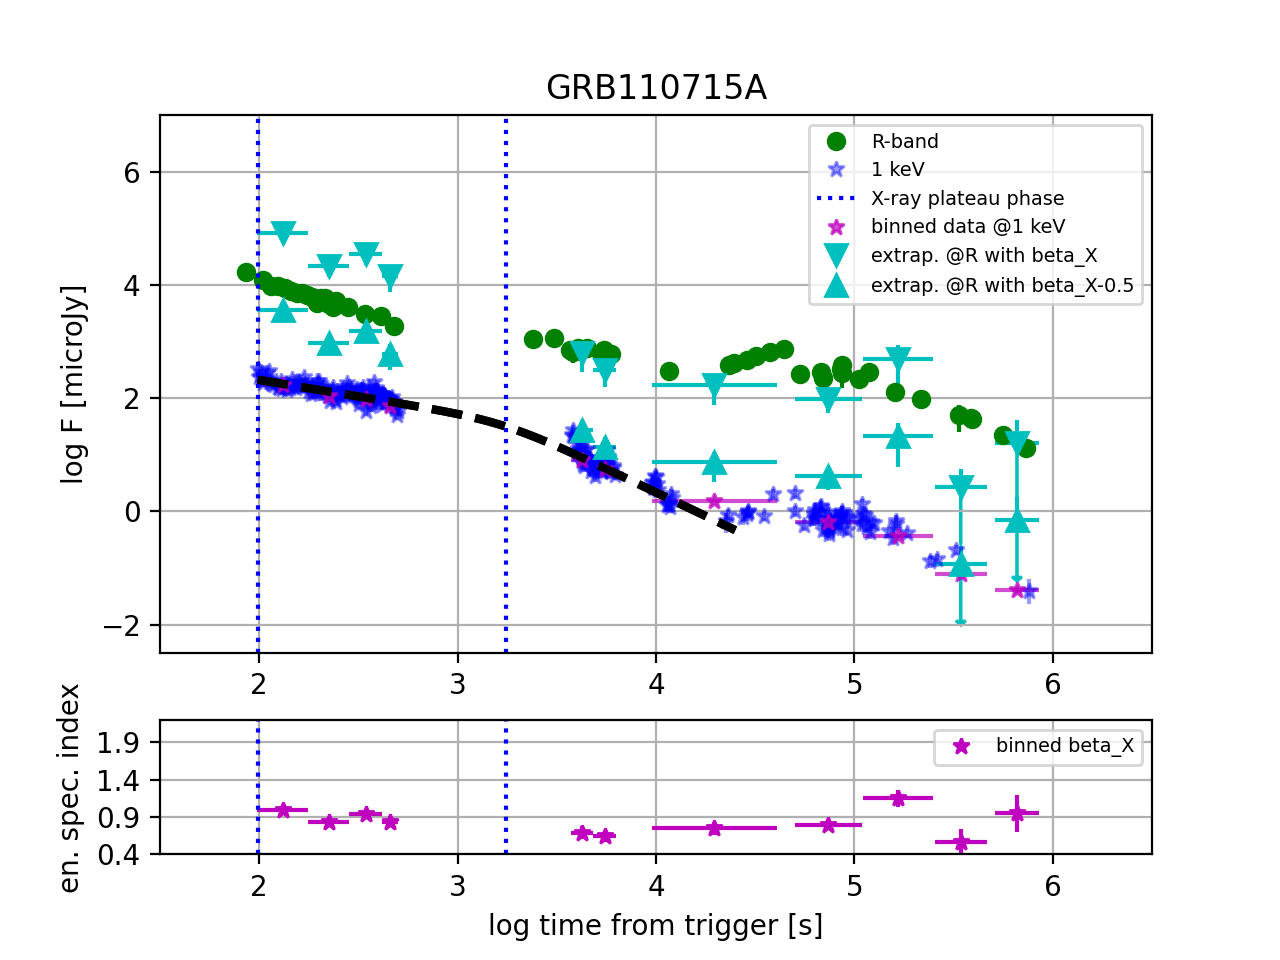 GRB110715A
log F [microJy]
6
4
2
0
−2
R-band
1 keV
X-ray plateau phase
binned data @1 keV
extrap. @R with beta_X
extrap. @R with beta_X-0.5
2 3 4 5 6
en. spec. index
1.9
1.4
0.9
0.4
binned beta_X
2 3 4 5 6
log time from trigger [s]